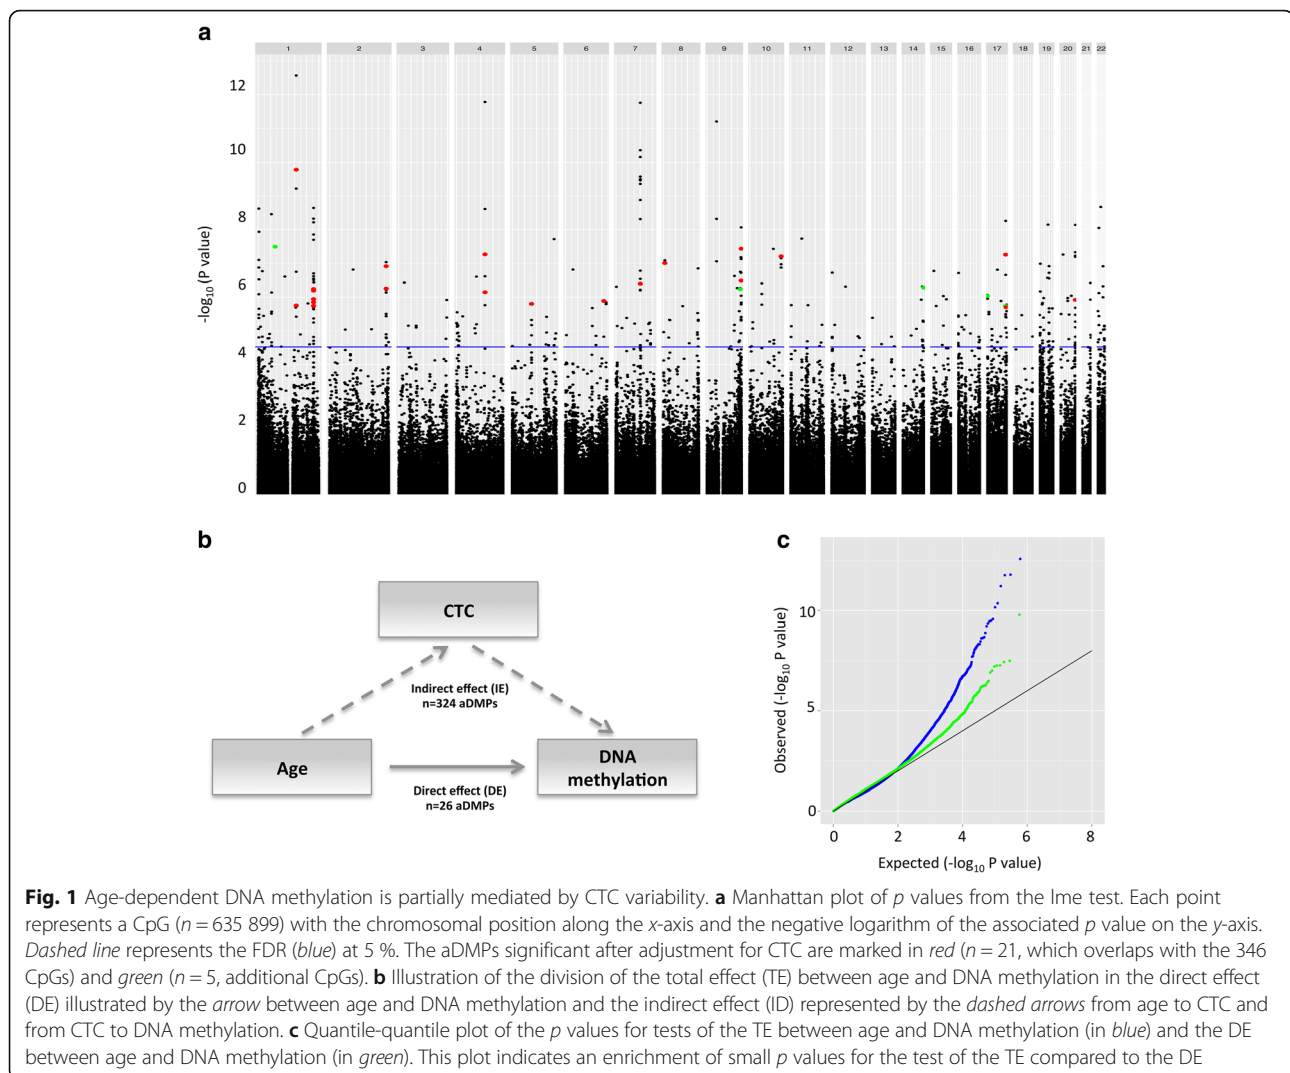 a
1 2 3 4 5 6 7 8 9 10 11 12 13 14 15 16 17 18 19 20 21 22
12
10
8
6
4
2
0
-log10 (P value)
b
CTC
Indirect effect (IE)
n=324 aDMPs
Age
DNA
methylation
Direct effect (DE)
n=26 aDMPs
c
Observed (-log10 P value)
10
5
0
0 2 4 6 8
Expected (-log10 P value)
Fig. 1 Age-dependent DNA methylation is partially mediated by CTC variability. a Manhattan plot of p values from the lme test. Each point
represents a CpG (n = 635 899) with the chromosomal position along the x-axis and the negative logarithm of the associated p value on the y-axis.
Dashed line represents the FDR (blue) at 5 %. The aDMPs significant after adjustment for CTC are marked in red (n = 21, which overlaps with the 346
CpGs) and green (n = 5, additional CpGs). b Illustration of the division of the total effect (TE) between age and DNA methylation in the direct effect
(DE) illustrated by the arrow between age and DNA methylation and the indirect effect (ID) represented by the dashed arrows from age to CTC and
from CTC to DNA methylation. c Quantile-quantile plot of the p values for tests of the TE between age and DNA methylation (in blue) and the DE
between age and DNA methylation (in green). This plot indicates an enrichment of small p values for the test of the TE compared to the DE